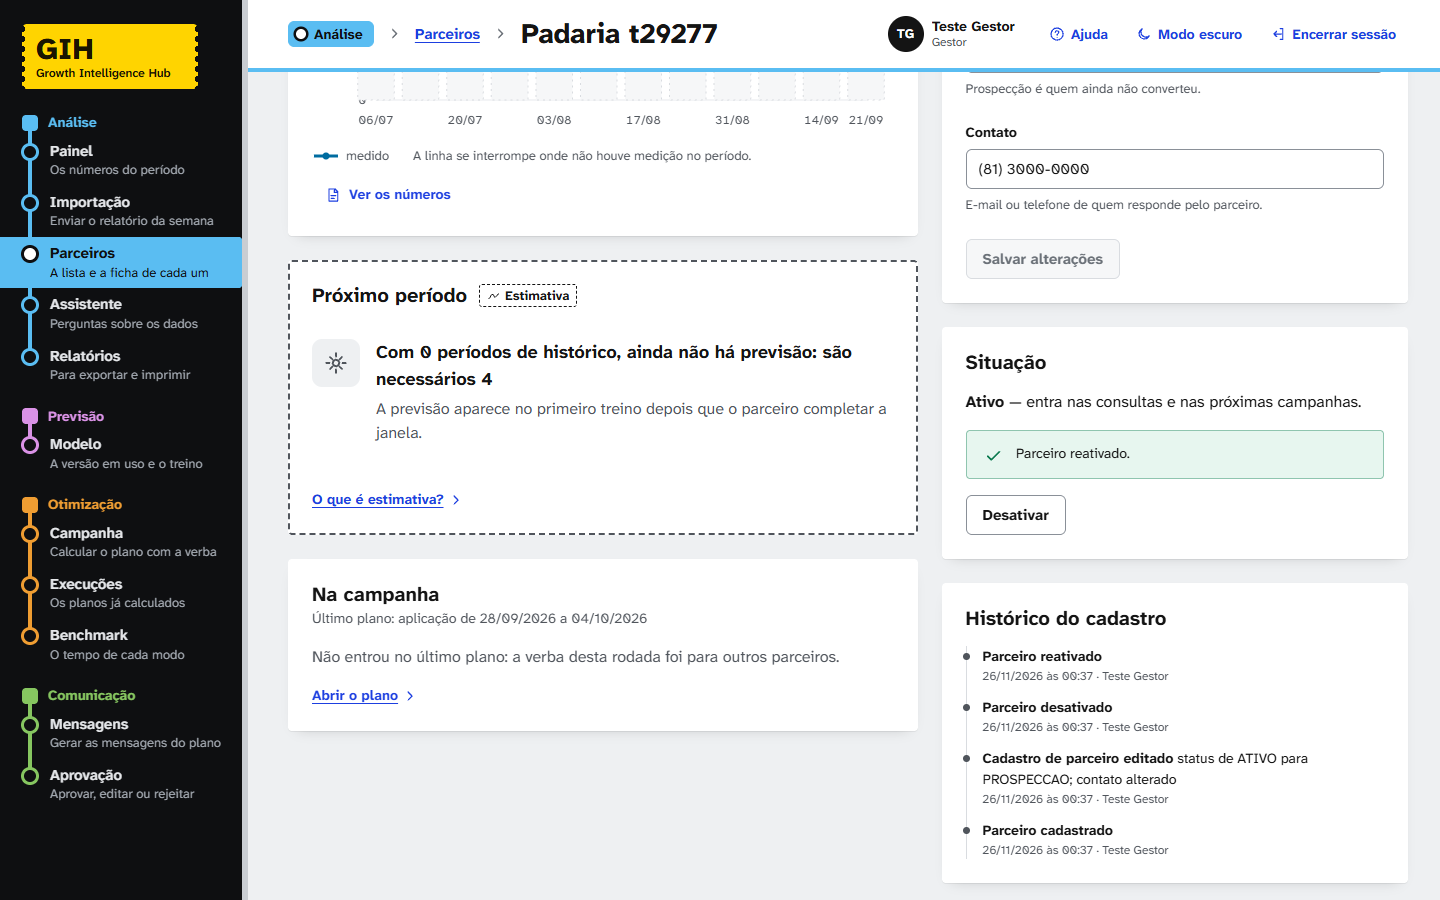 GIH
Growth Intelligence Hub
Análise
Painel
Os números do período
Importação
Enviar o relatório da semana
Parceiros
A lista e a ficha de cada um
Assistente
Perguntas sobre os dados
Relatórios
Para exportar e imprimir
Previsão
Modelo
A versão em uso e o treino
Otimização
Campanha
Calcular o plano com a verba
Execuções
Os planos já calculados
Benchmark
O tempo de cada modo
Comunicação
Mensagens
Gerar as mensagens do plano
Aprovação
Aprovar, editar ou rejeitar
Análise
Parceiros
Padaria t29277
TG
Teste Gestor
Gestor
Ajuda
Modo escuro
Encerrar sessão
0
06/07 20/07 03/08 17/08 31/08 14/09 21/09
medido A linha se interrompe onde não houve medição no período.
Ver os números
Próximo período
Estimativa
Com 0 períodos de histórico, ainda não há previsão: são
necessários 4
A previsão aparece no primeiro treino depois que o parceiro completar a
janela.
O que é estimativa?
Na campanha
Último plano: aplicação de 28/09/2026 a 04/10/2026
Não entrou no último plano: a verba desta rodada foi para outros parceiros.
Abrir o plano
Prospecção é quem ainda não converteu.
Contato
(81) 3000-0000
E-mail ou telefone de quem responde pelo parceiro.
Salvar alterações
Situação
Ativo — entra nas consultas e nas próximas campanhas.
Parceiro reativado.
Desativar
Histórico do cadastro
Parceiro reativado
26/11/2026 às 00:37 · Teste Gestor
Parceiro desativado
26/11/2026 às 00:37 · Teste Gestor
Cadastro de parceiro editado status de ATIVO para
PROSPECCAO; contato alterado
26/11/2026 às 00:37 · Teste Gestor
Parceiro cadastrado
26/11/2026 às 00:37 · Teste Gestor